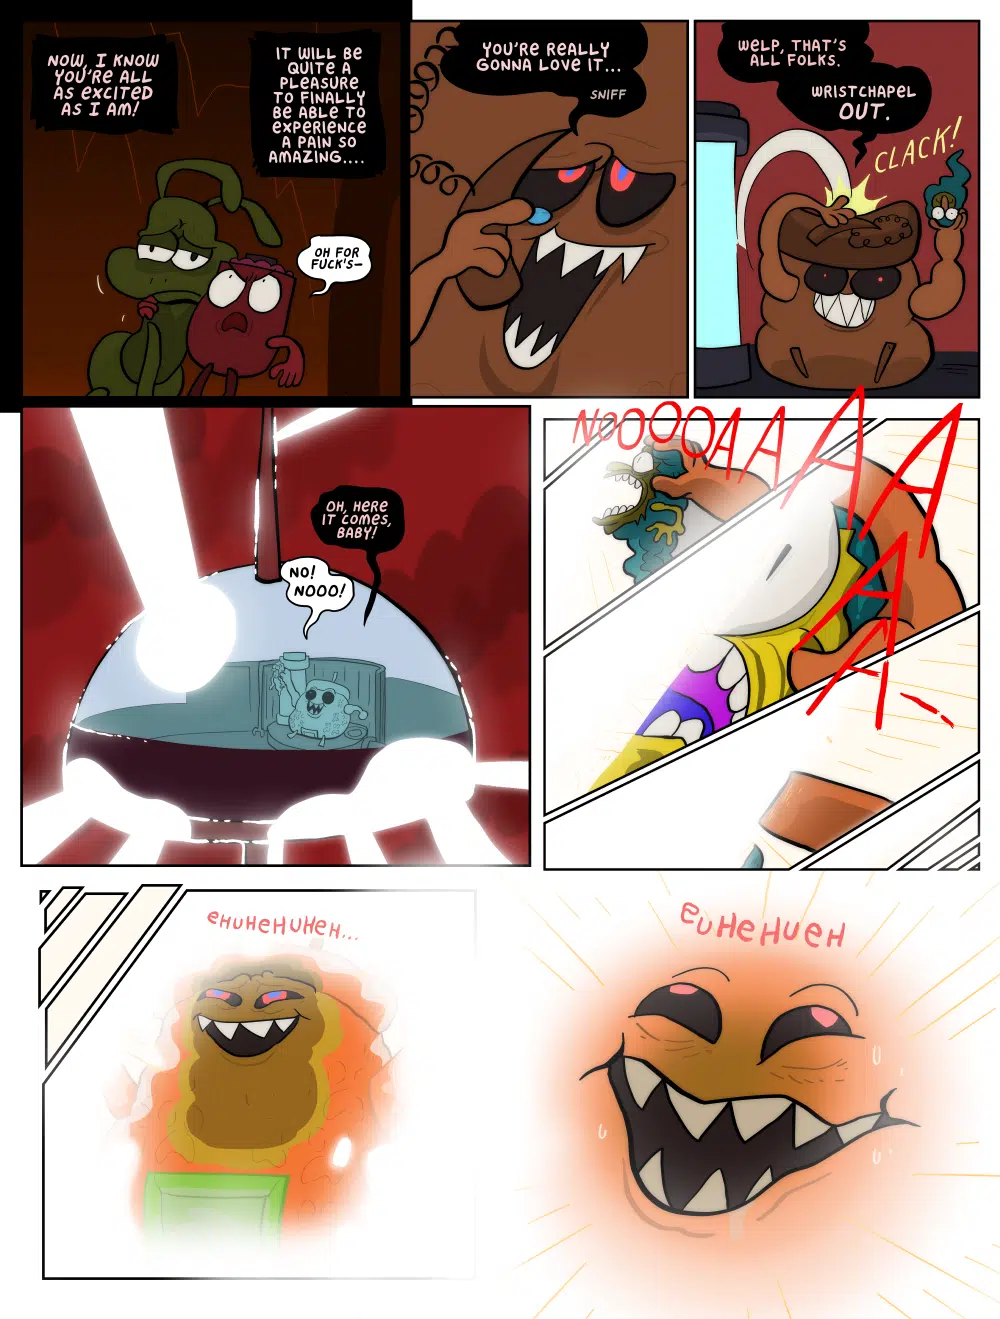 NOW, I KNOW
YOU'RE ALL
AS EXCITED
AS I AM!
IT WILL BE
QUITE A
PLEASURE
TO FINALLY
BE ABLE TO
EXPERIENCE
A PAIN SO
AMAZING....
OH FOR
FUCK'S–
YOU'RE REALLY
GONNA LOVE IT...
SNIFF
WELP, THAT'S
ALL FOLKS.
WRISTCHAPEL
OUT.
CLACK!
OH, HERE
IT COMES,
BABY!
NO!
NOOO!
NOOOOAAAAAAA–
EHUHEHUHEH...
EUHEHUEH